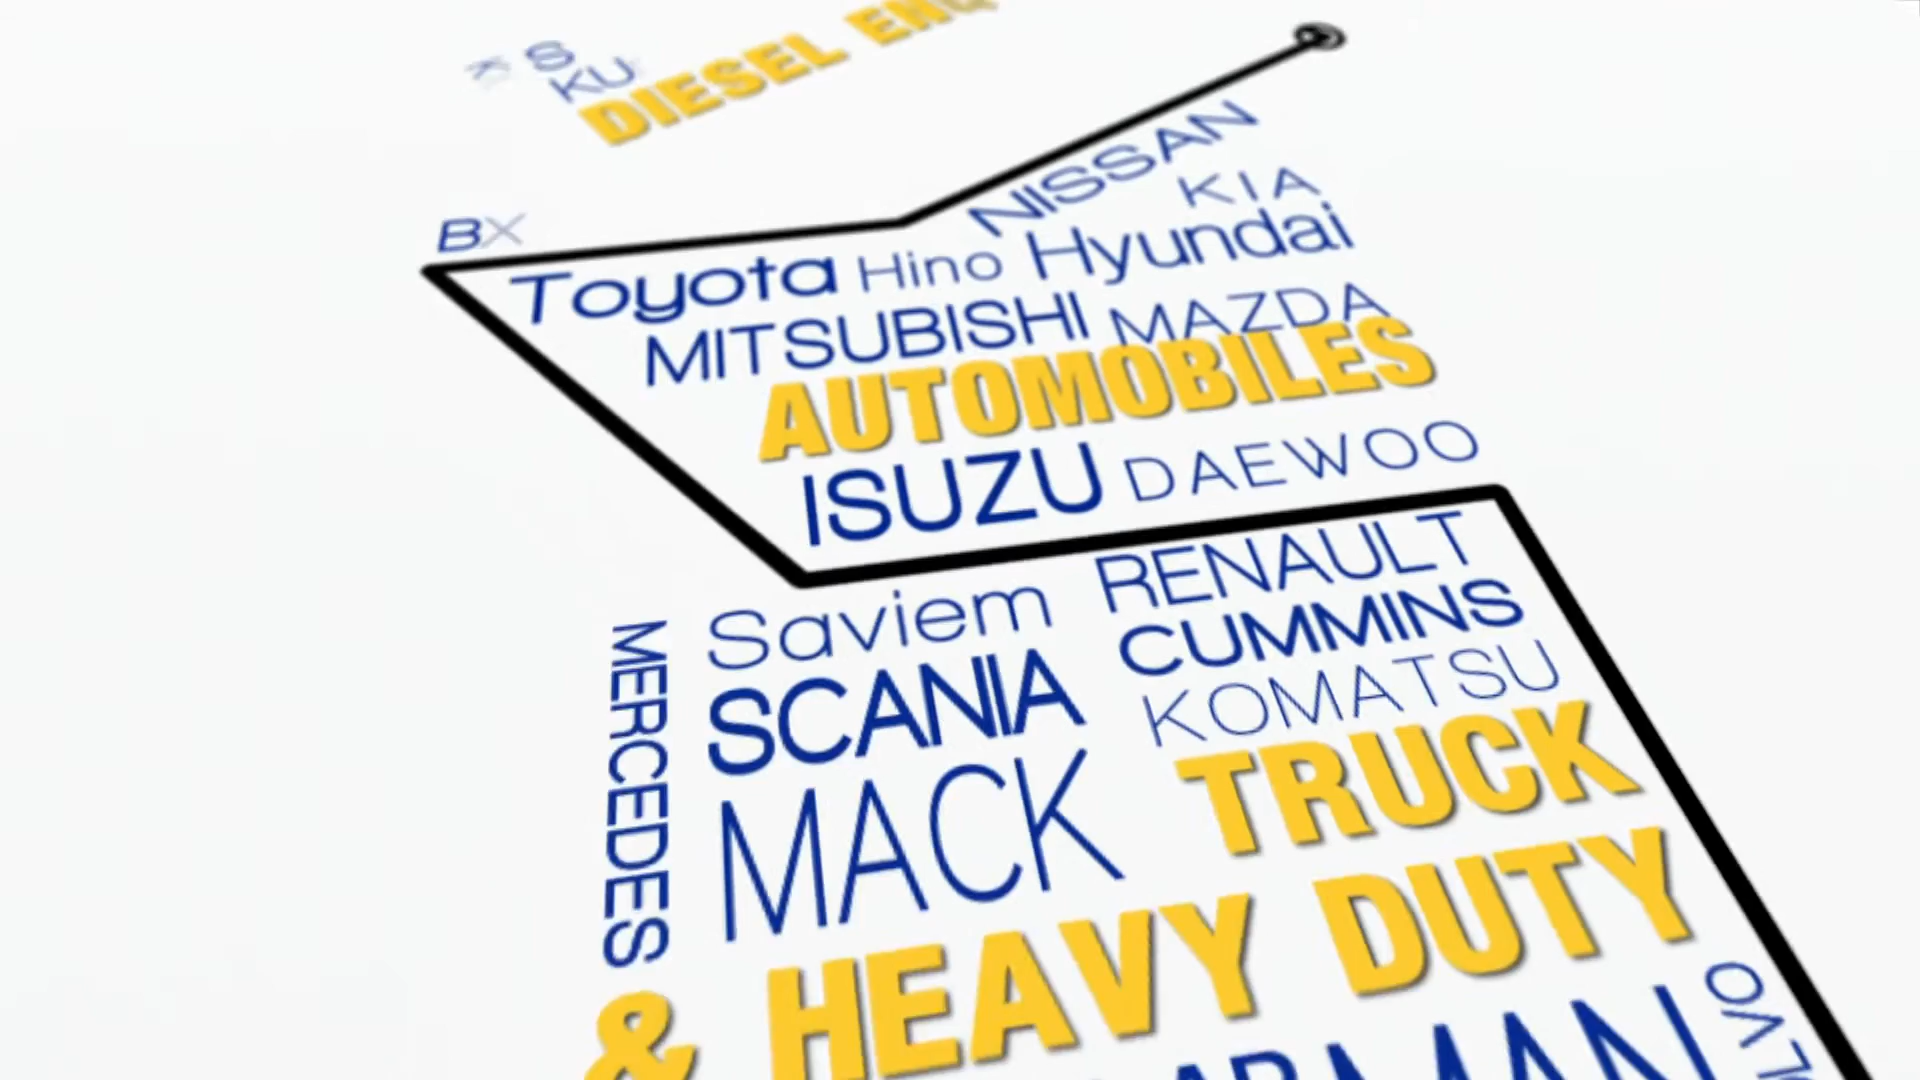 KU
DIESEL
BX
NISSAN
KIA
Toyota Hino Hyundai
MITSUBISHI MAZDA
AUTOMOBILES
ISUZU DAEWOO
Saviem RENAULT
CUMMINS
MERCEDES
SCANIA KOMATSU
MACK TRUCK
& HEAVY DUTY
MAN